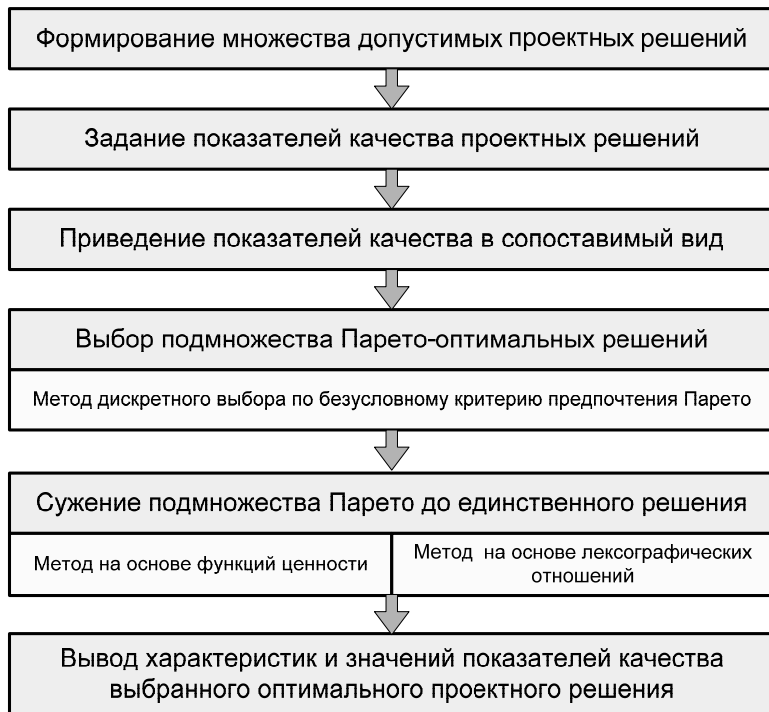 Формирование множества допустимых проектных решений
Задание показателей качества проектных решений
Приведение показателей качества в сопоставимый вид
Выбор подмножества Парето-оптимальных решений
Метод дискретного выбора по безусловному критерию предпочтения Парето
Сужение подмножества Парето до единственного решения
Метод на основе функций ценности
Метод на основе лексографических
отношений
Вывод характеристик и значений показателей качества
выбранного оптимального проектного решения